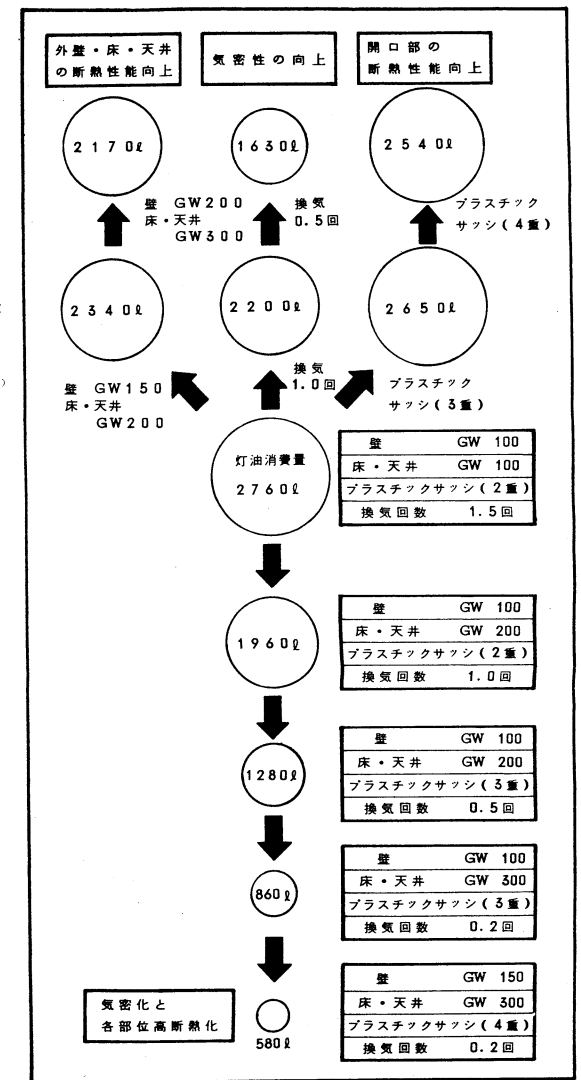 外壁・床・天井
の断熱性能向上
気密性の向上
開口部の
断熱性能向上
2170ℓ
1630ℓ
2540ℓ
壁 GW200
床・天井
GW300
換気
0.5回
プラスチック
サッシ(4重)
2340ℓ
2200ℓ
2650ℓ
壁 GW150
床・天井
GW200
換気
1.0回
プラスチック
サッシ(3重)
灯油消費量
2760ℓ
壁 GW 100
床・天井 GW 100
プラスチックサッシ(2重)
換気回数 1.5回
1960ℓ
壁 GW 100
床・天井 GW 200
プラスチックサッシ(2重)
換気回数 1.0回
1280ℓ
壁 GW 100
床・天井 GW 200
プラスチックサッシ(3重)
換気回数 0.5回
860ℓ
壁 GW 100
床・天井 GW 300
プラスチックサッシ(3重)
換気回数 0.2回
気密化と
各部位高断熱化
580ℓ
壁 GW 150
床・天井 GW 300
プラスチックサッシ(4重)
換気回数 0.2回